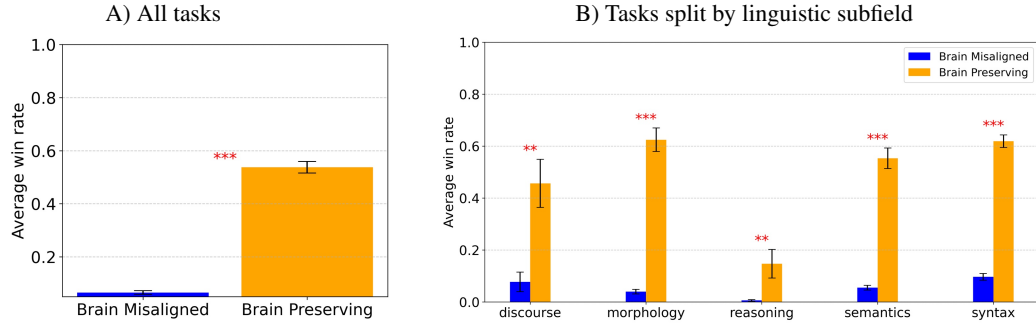 A) All tasks
Average win rate
1.0
0.8
0.6
0.4
0.2
***
Brain Misaligned
Brain Preserving
B) Tasks split by linguistic subfield
Average win rate
1.0
0.8
0.6
0.4
0.2
0.0
Brain Misaligned
Brain Preserving
**
***
**
***
***
discourse
morphology
reasoning
semantics
syntax